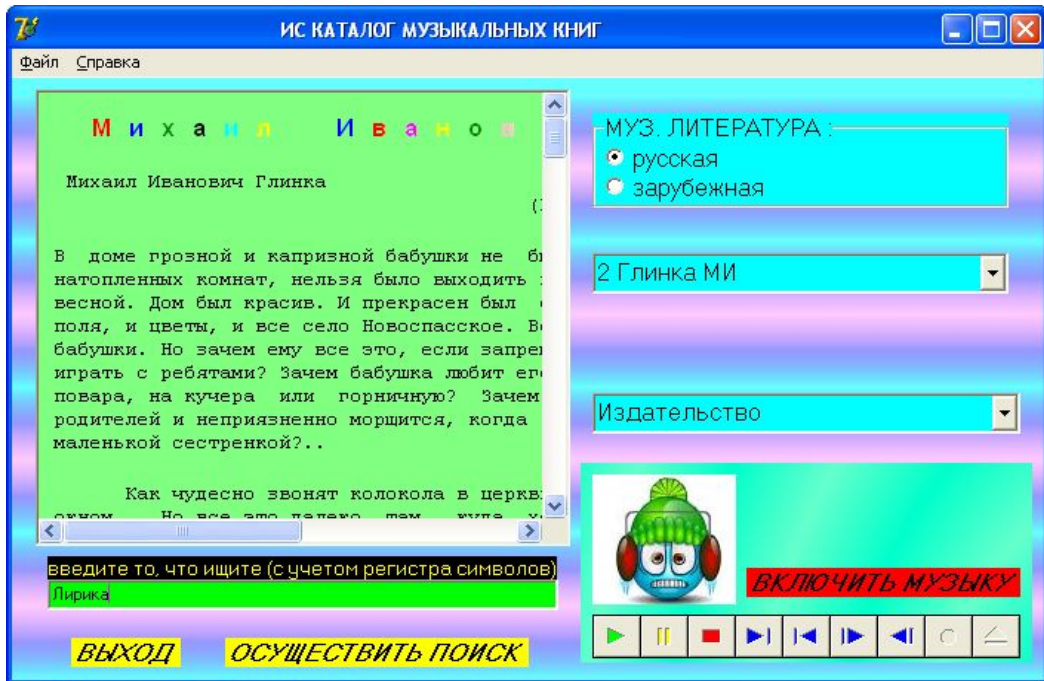 ИС КАТАЛОГ МУЗЫКАЛЬНЫХ КНИГ
Файл Справка
Михаил Иванов
Михаил Иванович Глинка
В доме грозной и капризной бабушки не
натопленных комнат, нельзя было выходить
весной. Дом был красив. И прекрасен был
поля, и цветы, и все село Новоспасское.
бабушки. Но зачем ему все это, если
играть с ребятами? Зачем бабушка любит
повара, на кучера или горничную? Зачем
родителей и неприязненно морщится, когда
маленькой сестренкой?..
Как чудесно звонят колокола в
МУЗ. ЛИТЕРАТУРА :
русская
зарубежная
2 Глинка МИ
Издательство
введите то, что ищите (с учетом регистра символов)
Лирика
ВЫХОД
ОСУЩЕСТВИТЬ ПОИСК
ВКЛЮЧИТЬ МУЗЫКУ